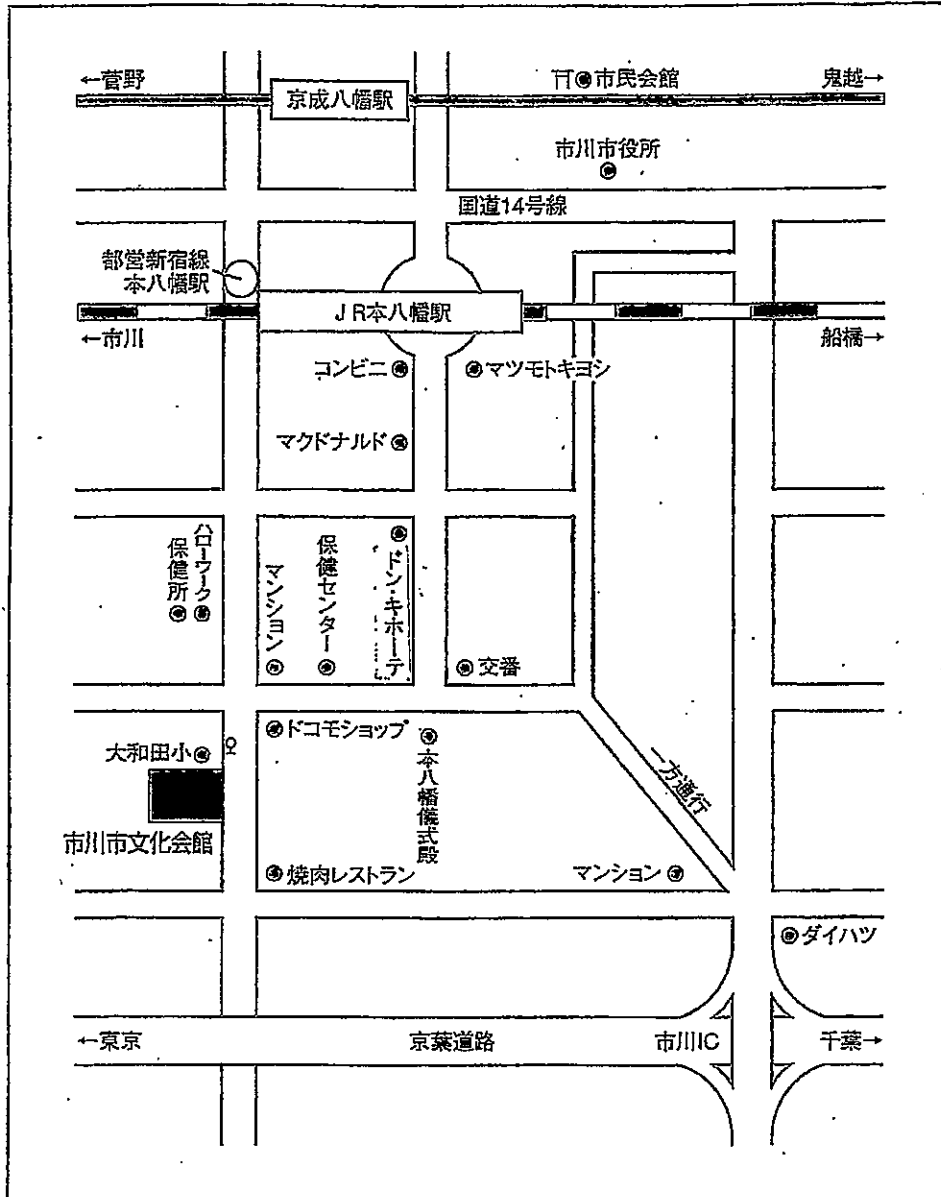 ←菅野
京成八幡駅
市民会館
鬼越→
市川市役所
国道14号線
都営新宿線
本八幡駅
JR本八幡駅
←市川
船橋→
コンビニ
マツモトキヨシ
マクドナルド
ハローワーク
保健所
マンション
保健センター
ドン・キホーテ
交番
ドコモショップ
大和田小
本八幡儀式殿
一方通行
市川市文化会館
焼肉レストラン
マンション
ダイハツ
←東京
京葉道路
市川IC
千葉→